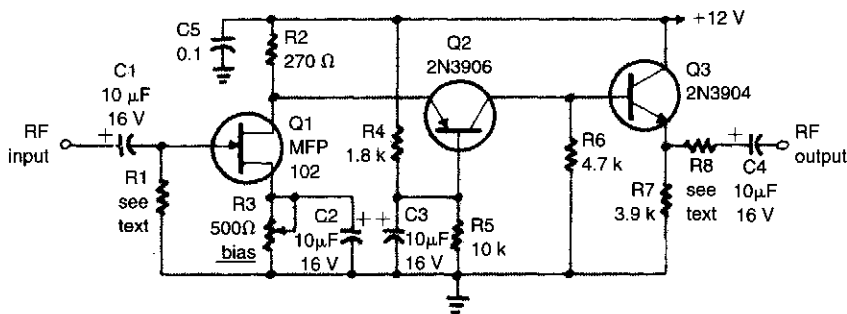 +12 V
C5
0.1
R2
270 Ω
Q2
2N3906
Q3
2N3904
C1
10 µF
16 V
+
RF
input
Q1
MFP
102
R4
1.8 k
R6
4.7 k
R8
see
text
+
C4
10µF
16 V
RF
output
R1
see
text
R3
500Ω
bias
C2
10µF
16 V
+
+
C3
10µF
16 V
R5
10 k
R7
3.9 k